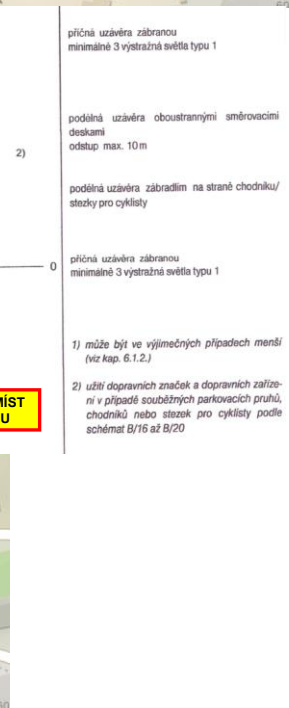 příčná uzávěra zábranou
minimálně 3 výstražná světla typu 1
podélná uzávěra oboustrannými směrovacími
deskami
odstup max. 10m
2)
podélná uzávěra zábradlím na straně chodníku/
stezky pro cyklisty
0
příčná uzávěra zábranou
minimálně 3 výstražná světla typu 1
1) může být ve výjimečných případech menší
(viz kap. 6.1.2.)
2) užití dopravních značek a dopravních zaříze-
ní v případě souběžných parkovacích pruhů,
chodníků nebo stezek pro cyklisty podle
schémat B/16 až B/20
MÍST
U